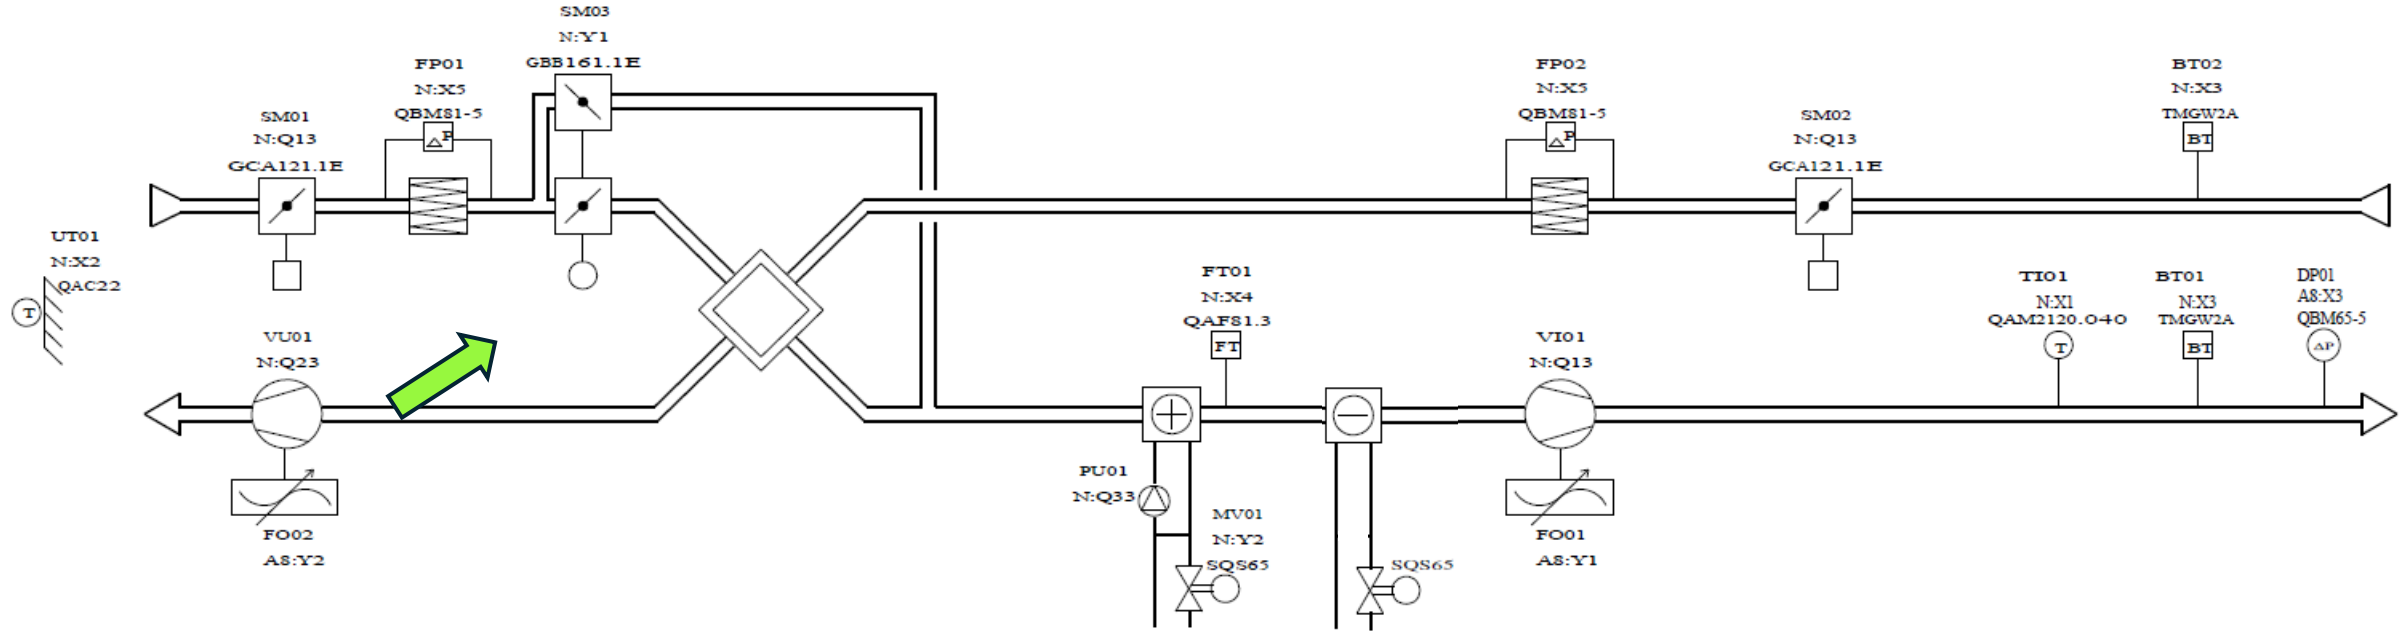 SM03
N:Y1
GBB161.1E
FP01
N:X5
QBM81-5
P
SM01
N:Q13
GCA121.1E
FP02
N:X5
QBM81-5
P
SM02
N:Q13
GCA121.1E
BT02
N:X3
TMGW2A
BT
UT01
N:X2
QAC22
T
VU01
N:Q23
FO02
A8:Y2
FT01
N:X4
QAF81.3
FT
PU01
N:Q33
MV01
N:Y2
SQS65
SQS65
VI01
N:Q13
FO01
A8:Y1
TI01
N:X1
QAM2120.040
T
BT01
N:X3
TMGW2A
BT
DP01
A8:X3
QBM65-5
ΔP